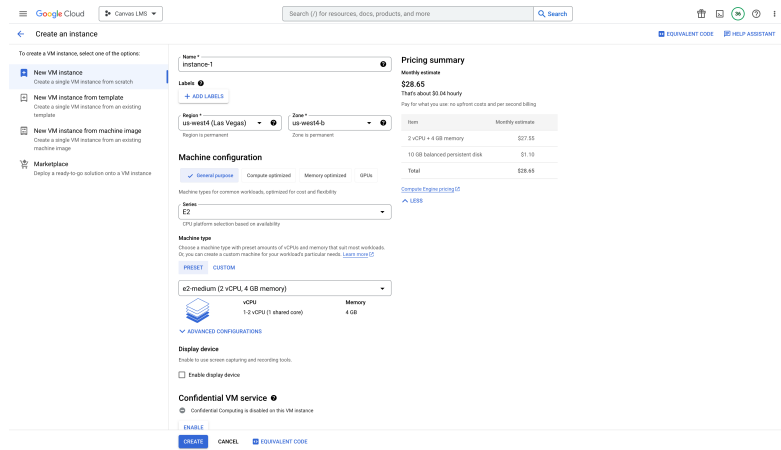 Google Cloud
Canvas LMS
Search (/) for resources, docs, products, and more
Search
36
Create an instance
EQUIVALENT CODE
HELP ASSISTANT
To create a VM instance, select one of the options:
New VM instance
Create a single VM instance from scratch
New VM instance from template
Create a single VM instance from an existing
template
New VM instance from machine image
Create a single VM instance from an existing
machine image
Marketplace
Deploy a ready-to-go solution onto a VM instance
Name *
instance-1
Labels
+ ADD LABELS
Region *
us-west4 (Las Vegas)
Region is permanent
Zone *
us-west4-b
Zone is permanent
Machine configuration
General purpose
Compute optimized
Memory optimized
GPUs
Machine types for common workloads, optimized for cost and flexibility
Series
E2
CPU platform selection based on availability
Machine type
Choose a machine type with preset amounts of vCPUs and memory that suit most workloads.
Or, you can create a custom machine for your workload's particular needs. Learn more
PRESET
CUSTOM
e2-medium (2 vCPU, 4 GB memory)
vCPU
Memory
1-2 vCPU (1 shared core)
4 GB
ADVANCED CONFIGURATIONS
Display device
Enable to use screen capturing and recording tools.
Enable display device
Confidential VM service
Confidential Computing is disabled on this VM instance
ENABLE
CREATE
CANCEL
EQUIVALENT CODE
Pricing summary
Monthly estimate
$28.65
That's about $0.04 hourly
Pay for what you use: no upfront costs and per second billing
Item Monthly estimate
2 vCPU + 4 GB memory $27.55
10 GB balanced persistent disk $1.10
Total $28.65
Compute Engine pricing
LESS